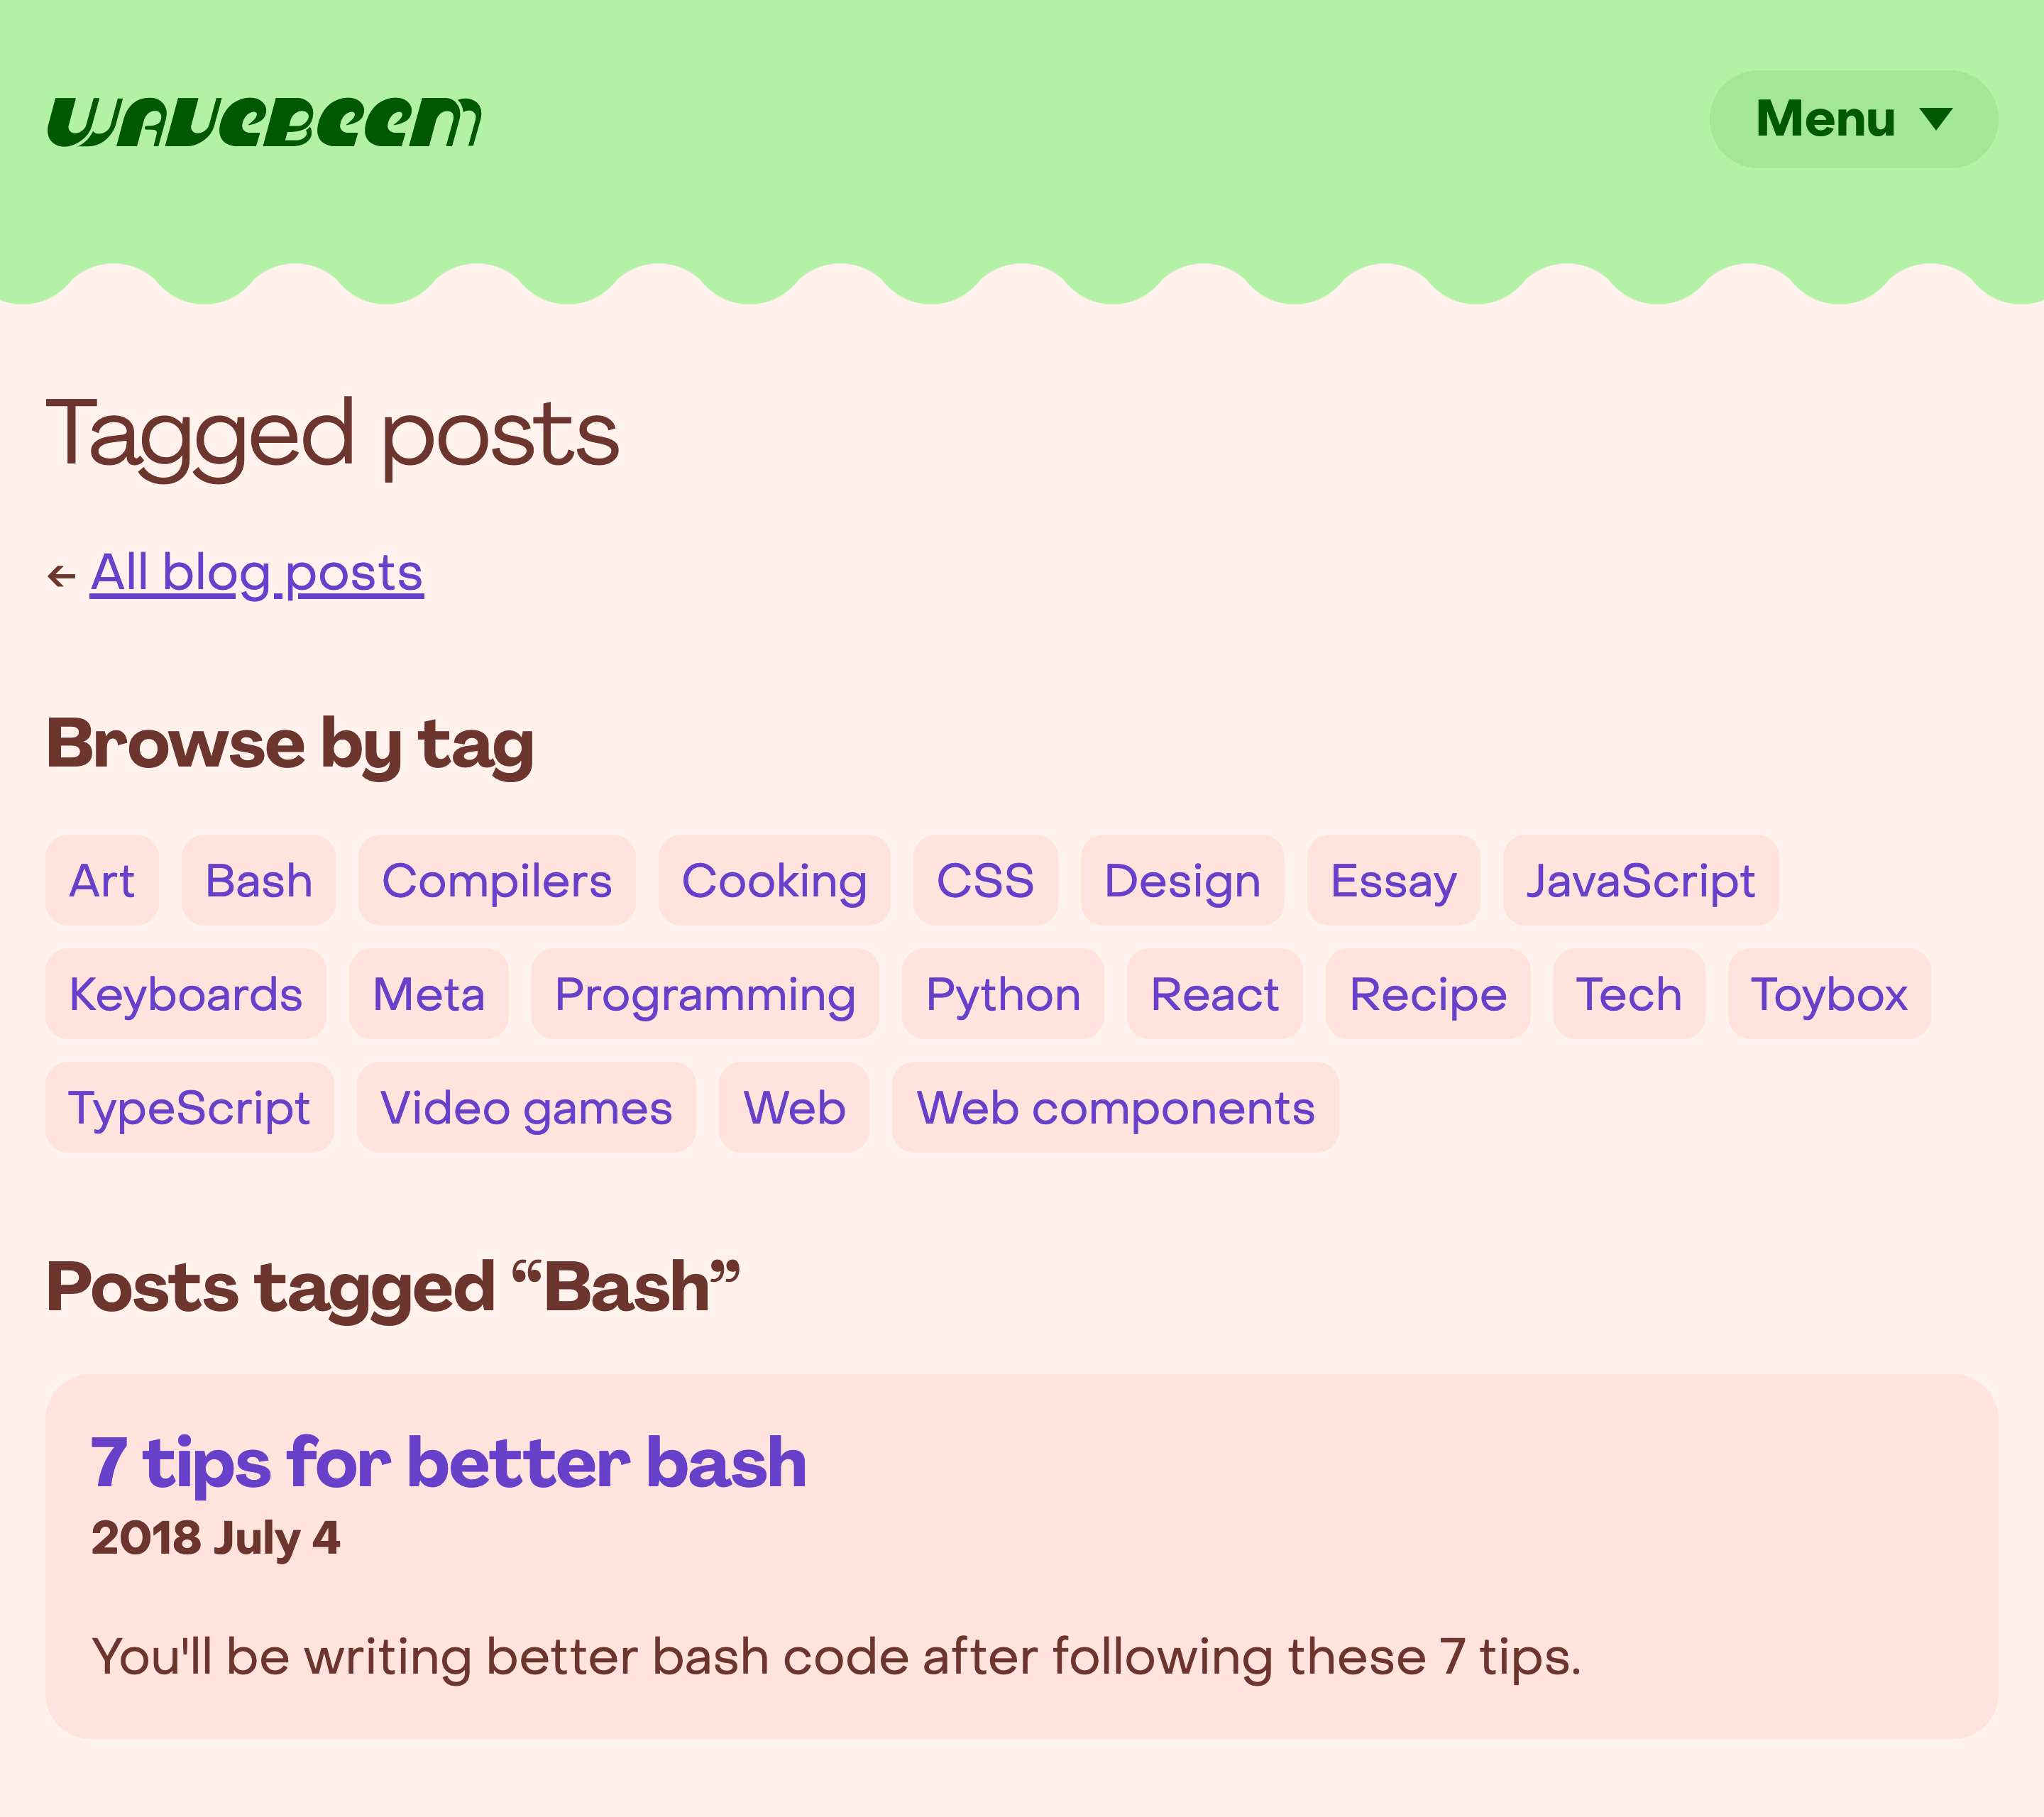 WAVEBEEM
Menu ▼
Tagged posts
← All blog posts
Browse by tag
Art Bash Compilers Cooking CSS Design Essay JavaScript
Keyboards Meta Programming Python React Recipe Tech Toybox
TypeScript Video games Web Web components
Posts tagged “Bash”
7 tips for better bash
2018 July 4
You'll be writing better bash code after following these 7 tips.